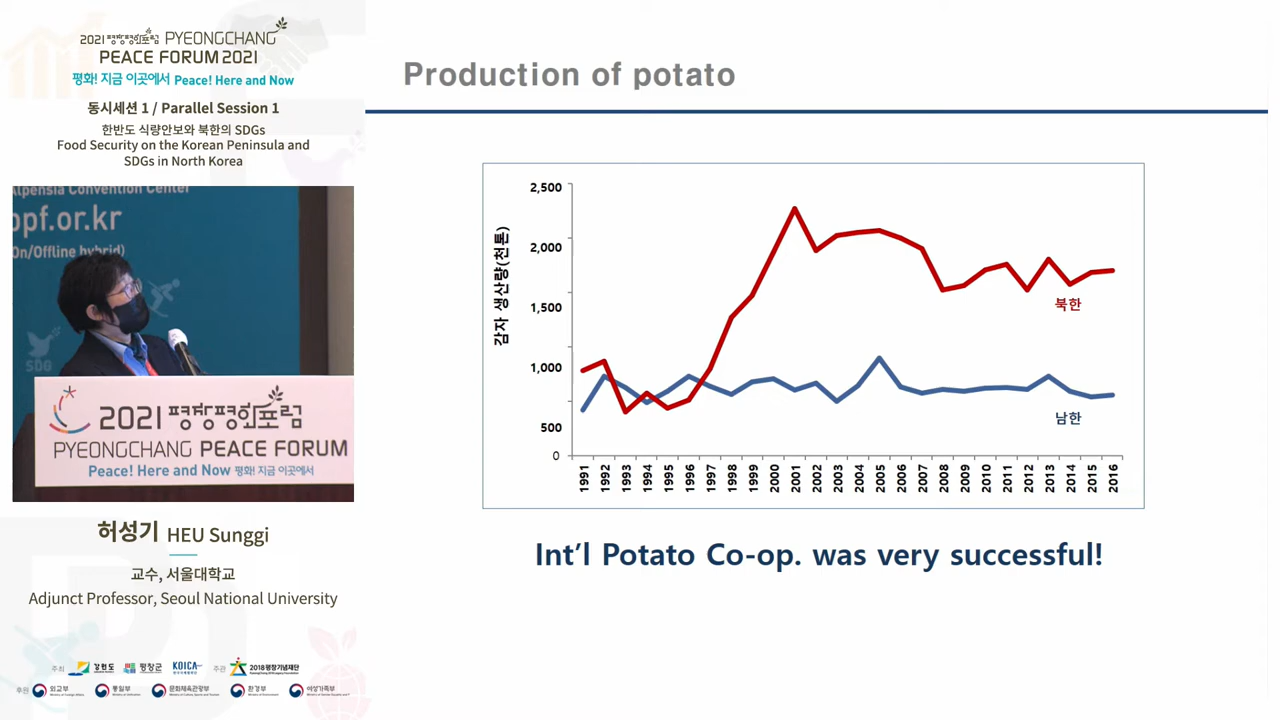 2021 평창평화포럼 PYEONGCHANG
PEACE FORUM 2021
평화! 지금 이곳에서 Peace! Here and Now
동시세션 1 / Parallel Session 1
한반도 식량안보와 북한의 SDGs
Food Security on the Korean Peninsula and
SDGs in North Korea
Alpensia Convention Center
ppf.or.kr
On/Offline hybrid)
SDG
2021 평창평화포럼
PYEONGCHANG PEACE FORUM
Peace! Here and Now 평화! 지금 이곳에서
허성기 HEU Sunggi
교수, 서울대학교
Adjunct Professor, Seoul National University
주최 강원도 평창군 KOICA 주관 2018평창기념재단
후원 외교부 통일부 문화체육관광부 환경부 여성가족부
Production of potato
감자 생산량(천톤)
2,500
2,000
1,500
1,000
500
0
북한
남한
1991 1992 1993 1994 1995 1996 1997 1998 1999 2000 2001 2002 2003 2004 2005 2006 2007 2008 2009 2010 2011 2012 2013 2014 2015 2016
Int'l Potato Co-op. was very successful!